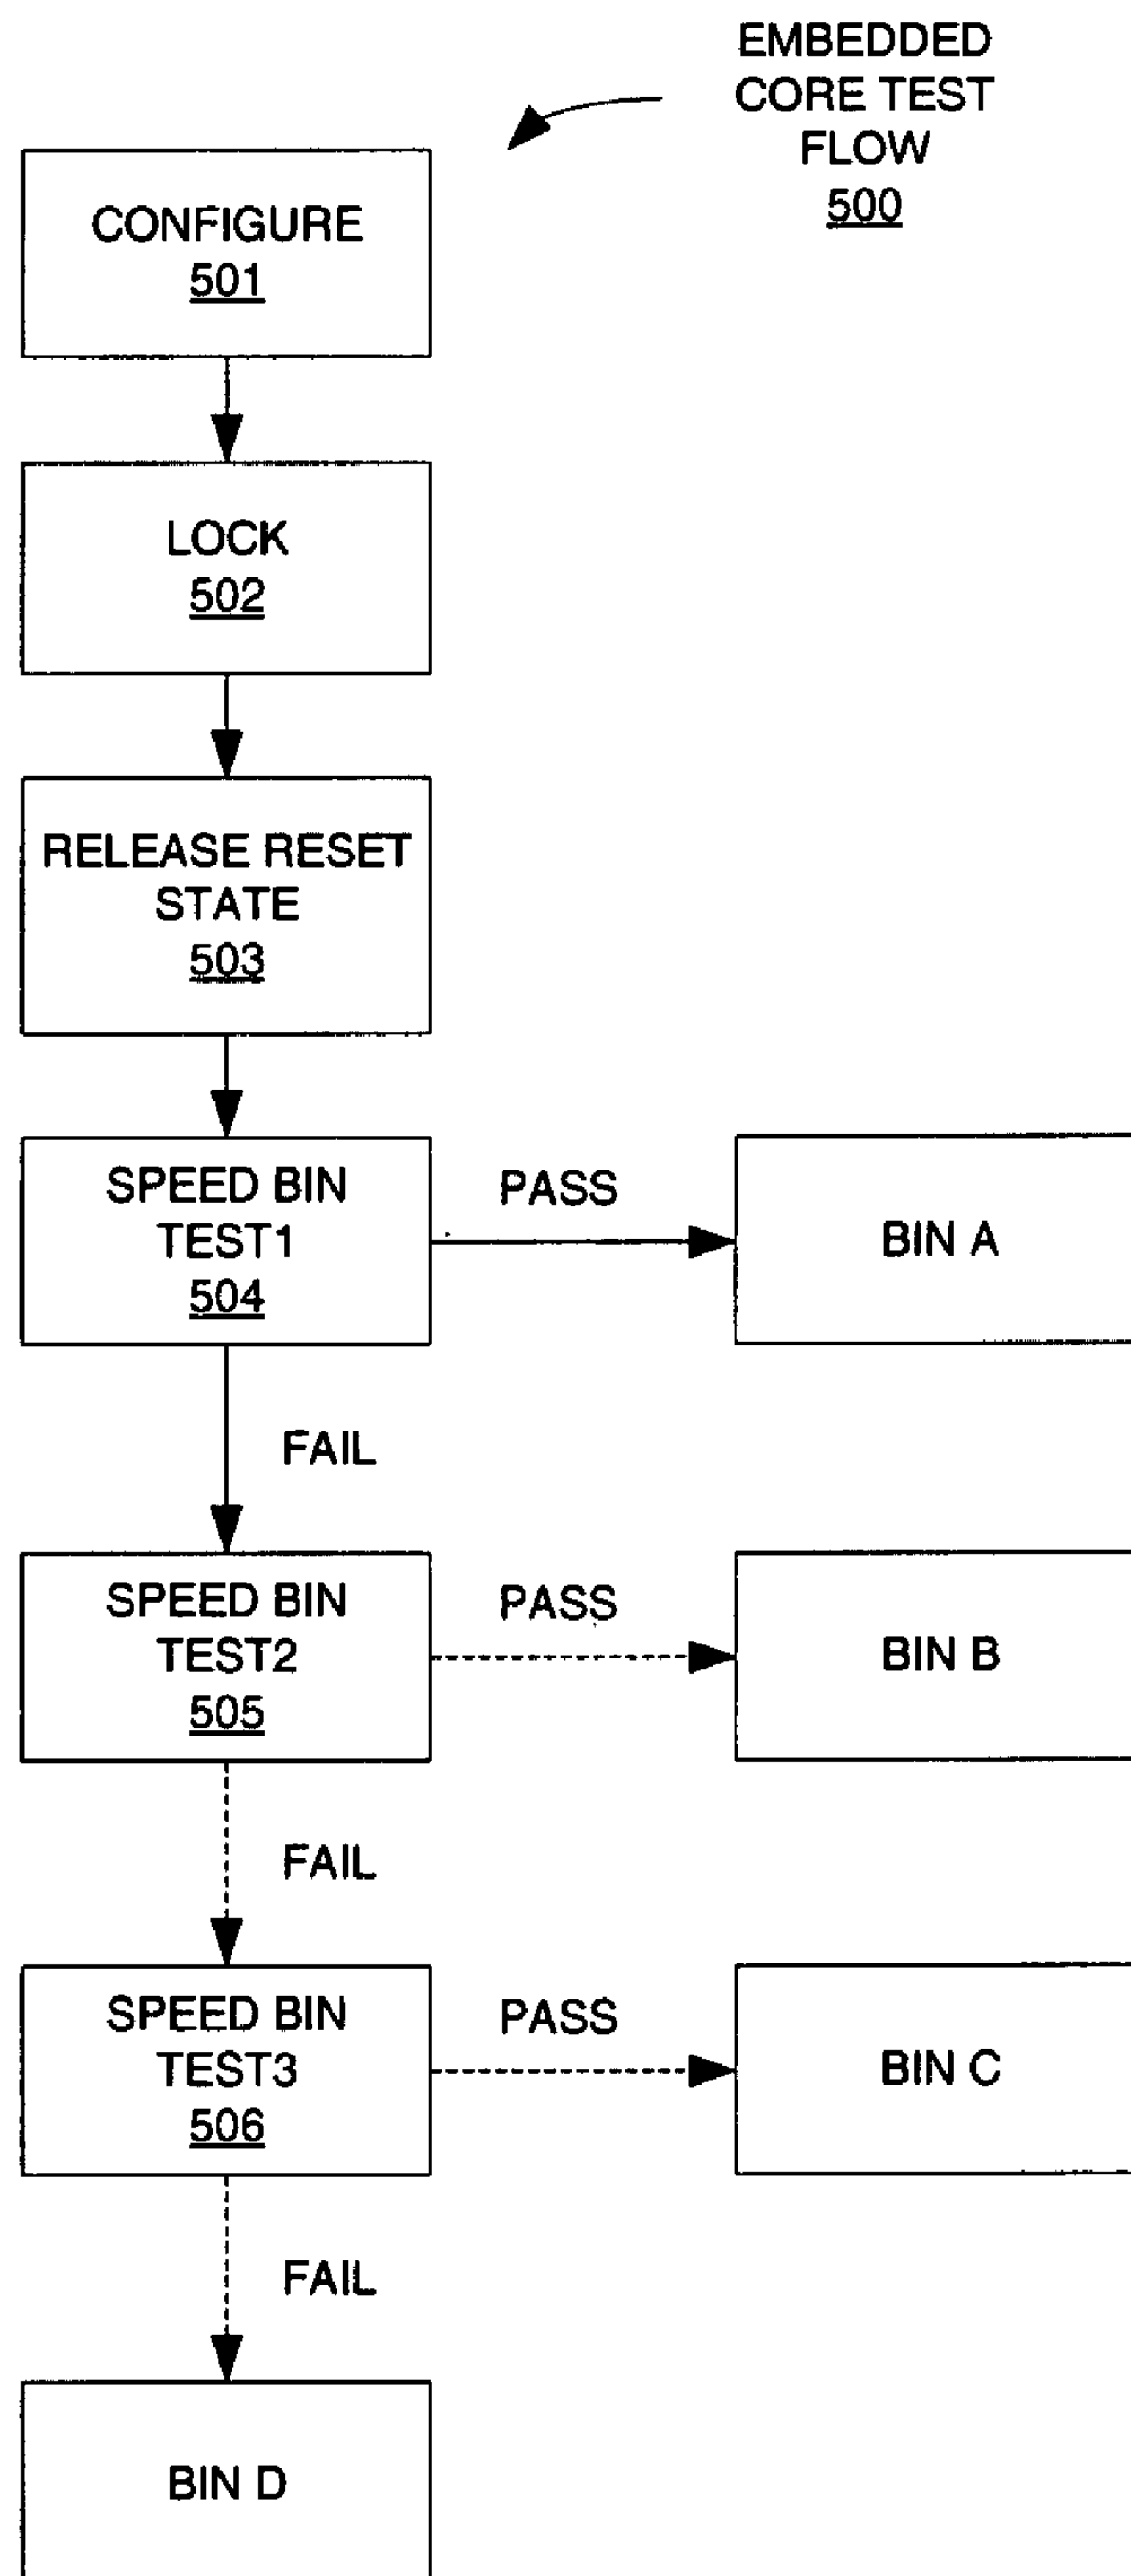 EMBEDDED
CORE TEST
FLOW
500
CONFIGURE
501
LOCK
502
RELEASE RESET
STATE
503
SPEED BIN
TEST1
504
PASS
BIN A
FAIL
SPEED BIN
TEST2
505
PASS
BIN B
FAIL
SPEED BIN
TEST3
506
PASS
BIN C
FAIL
BIN D